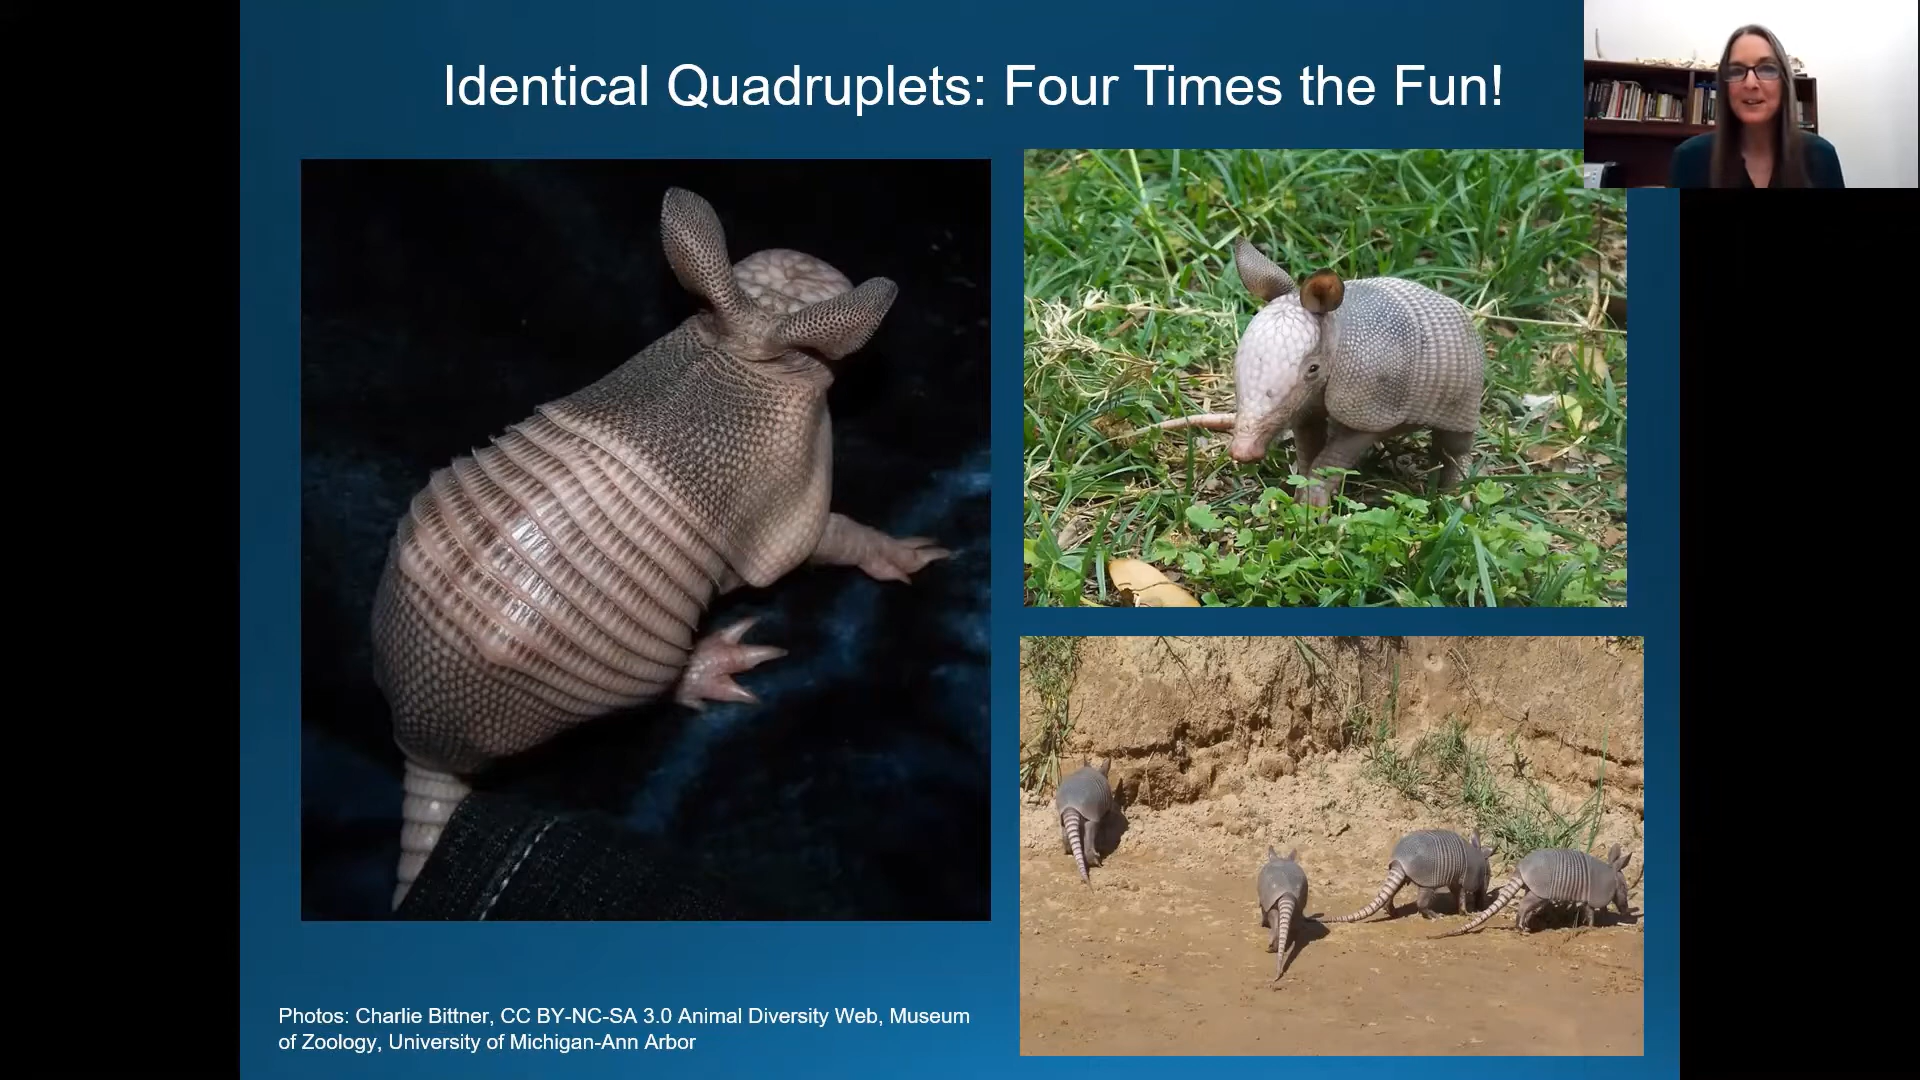 Identical Quadruplets: Four Times the Fun!
Photos: Charlie Bittner, CC BY-NC-SA 3.0 Animal Diversity Web, Museum
of Zoology, University of Michigan-Ann Arbor